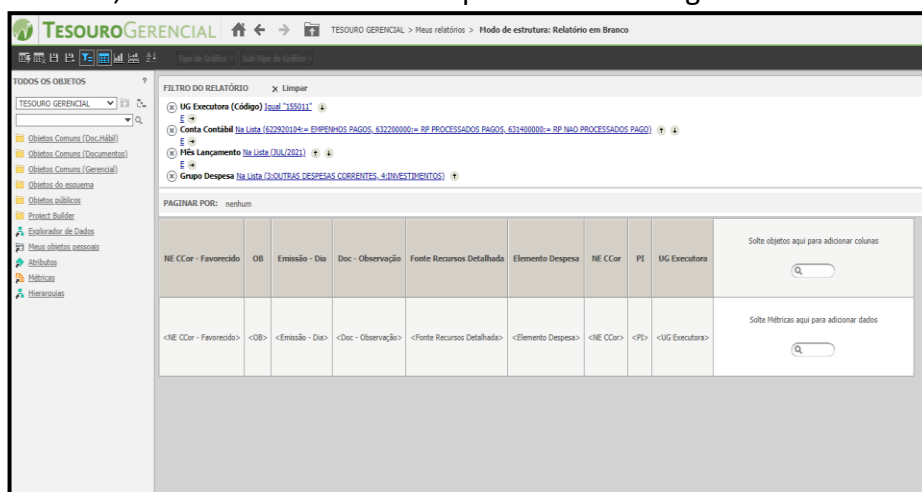 TESOUROGERENCIAL
TESOURO GERENCIAL > Meus relatórios > Modo de estrutura: Relatório em Branco
Tipo de Gráfico Sub-Tipo de Gráfico
TODOS OS OBJETOS ?
TESOURO GERENCIAL
Objetos Comuns (Doc.Hábil)
Objetos Comuns (Documentos)
Objetos Comuns (Gerencial)
Objetos do esquema
Objetos públicos
Project Builder
Explorador de Dados
Meus objetos pessoais
Atributos
Métricas
Hierarquias
FILTRO DO RELATÓRIO x Limpar
UG Executora (Código) Igual "155011"
E
Conta Contábil Na Lista (622920104:= EMPENHOS PAGOS, 632200000:= RP PROCESSADOS PAGOS, 631400000:= RP NAO PROCESSADOS PAGO)
E
Mês Lançamento Na Lista (JUL/2021)
E
Grupo Despesa Na Lista (3:OUTRAS DESPESAS CORRENTES, 4:INVESTIMENTOS)
PAGINAR POR: nenhum
NE CCor - Favorecido OB Emissão - Dia Doc - Observação Fonte Recursos Detalhada Elemento Despesa NE CCor PI UG Executora Solte objetos aqui para adicionar colunas
<NE CCor - Favorecido> <OB> <Emissão - Dia> <Doc - Observação> <Fonte Recursos Detalhada> <Elemento Despesa> <NE CCor> <PI> <UG Executora> Solte Métricas aqui para adicionar dados